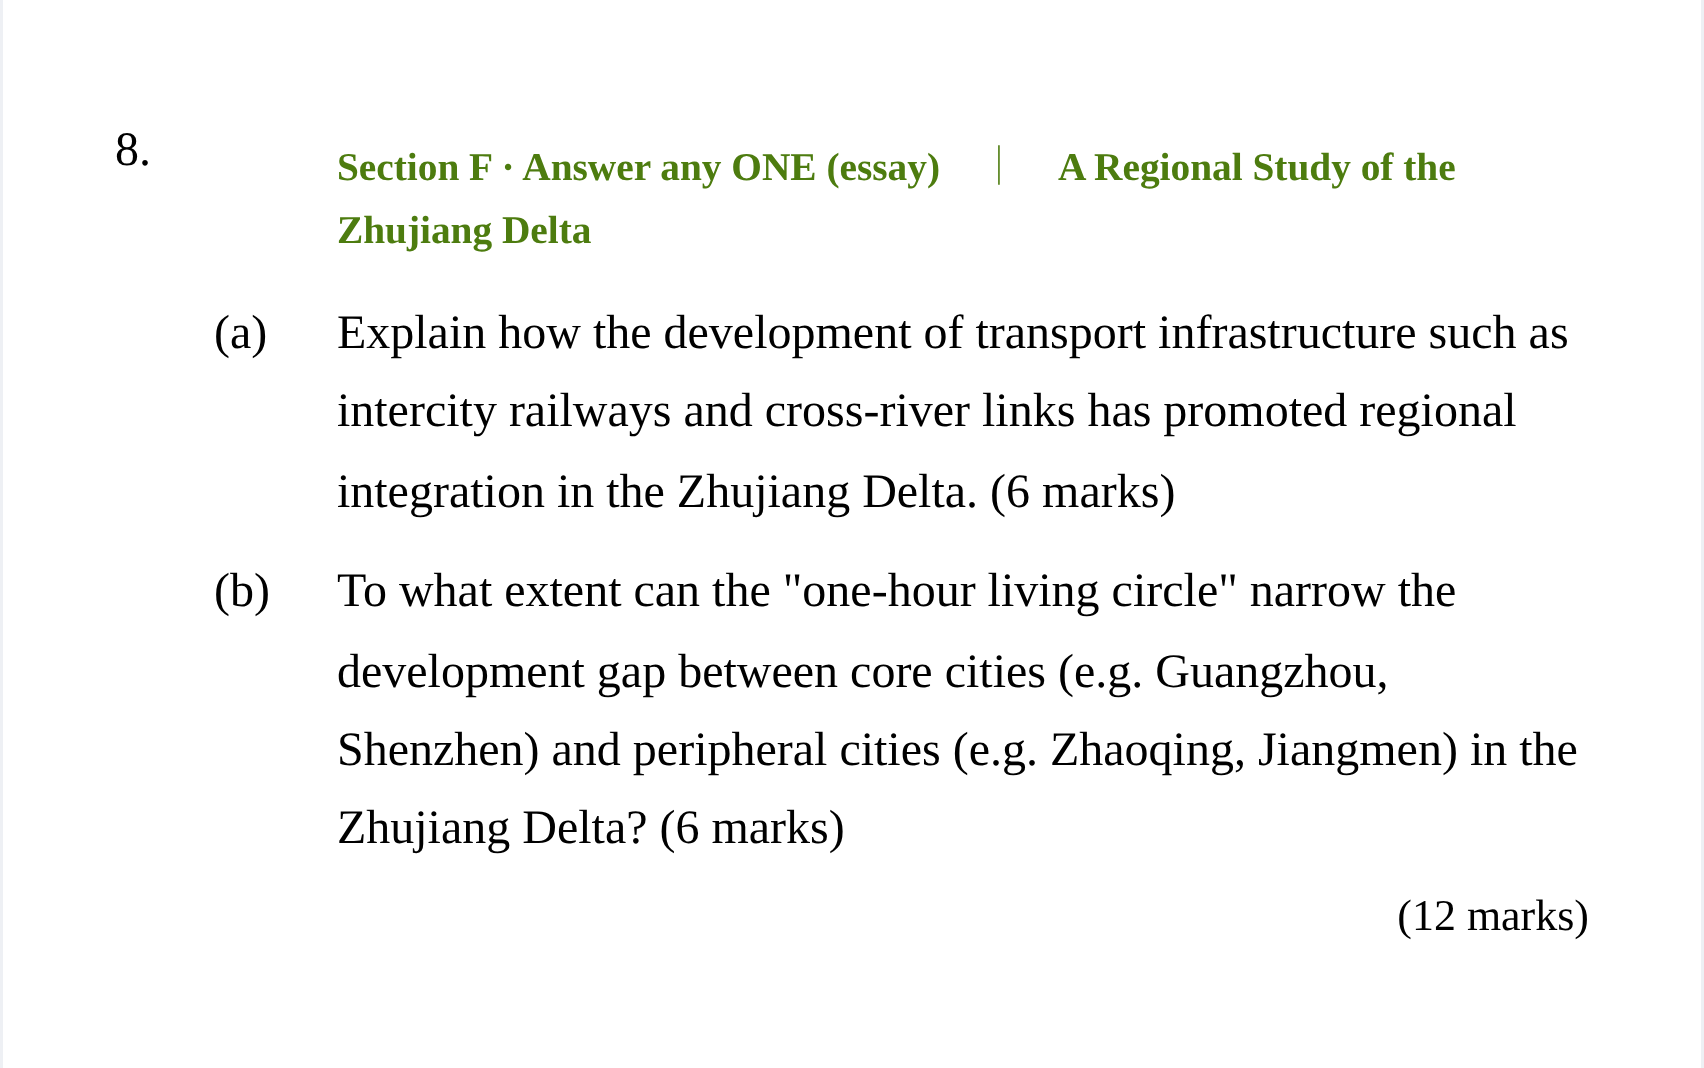 8.
Section F · Answer any ONE (essay) | A Regional Study of the
Zhujiang Delta
(a) Explain how the development of transport infrastructure such as
intercity railways and cross-river links has promoted regional
integration in the Zhujiang Delta. (6 marks)
(b) To what extent can the "one-hour living circle" narrow the
development gap between core cities (e.g. Guangzhou,
Shenzhen) and peripheral cities (e.g. Zhaoqing, Jiangmen) in the
Zhujiang Delta? (6 marks)
(12 marks)